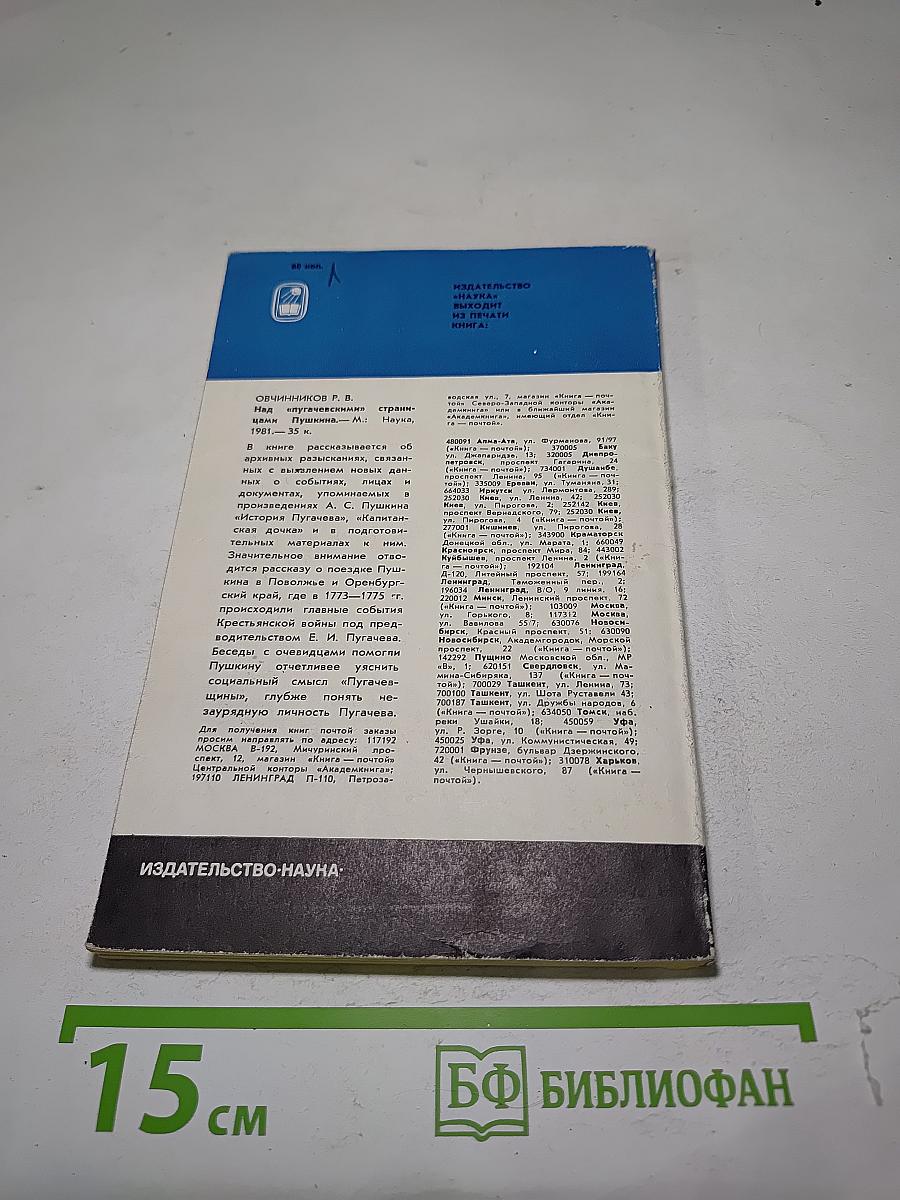 60 коп.
ИЗДАТЕЛЬСТВО
«НАУКА»
ВЫХОДИТ
ИЗ ПЕЧАТИ
КНИГА:
ОВЧИННИКОВ Р. В.
Над «пугачевскими» страни-
цами Пушкина.— М.: Наука,
1981.— 35 к.
В книге рассказывается об
архивных разысканиях, связан-
ных с выявлением новых дан-
ных о событиях, лицах и
документах, упоминаемых в
произведениях А. С. Пушкина
«История Пугачева», «Капитан-
ская дочка» и в подготови-
тельных материалах к ним.
Значительное внимание отво-
дится рассказу о поездке Пуш-
кина в Поволжье и Оренбург-
ский край, где в 1773—1775 гг.
происходили главные события
Крестьянской войны под пред-
водительством Е. И. Пугачева.
Беседы с очевидцами помогли
Пушкину отчетливее уяснить
социальный смысл «Пугачев-
щины», глубже понять не-
заурядную личность Пугачева.
Для получения книг почтой заказы
просим направлять по адресу: 117192
МОСКВА В-192, Мичуринский про-
спект, 12, магазин «Книга — почтой»
Центральной конторы «Академкнига»;
197110 ЛЕНИНГРАД П-110, Петроза-
водская ул., 7, магазин «Книга — поч-
той» Северо-Западной конторы «Ака-
демкнига» или в ближайший магазин
«Академкнига», имеющий отдел «Кни-
га — почтой».
480091 Алма-Ата, ул. Фурманова, 91/97
(«Книга — почтой»); 370005 Баку
ул. Джапаридзе, 13; 320005 Днепро-
петровск, проспект Гагарина, 24
(«Книга — почтой»); 734001 Душанбе,
проспект Ленина, 95 («Книга — поч-
той»); 335009 Ереван, ул. Туманяна, 31;
664033 Иркутск ул. Лермонтова, 289;
252030 Киев, ул. Ленина, 42; 252030
Киев, ул. Пирогова, 2; 252142 Киев,
проспект Вернадского, 79; 252030 Киев,
ул. Пирогова, 4 («Книга — почтой»);
277001 Кишинев, ул. Пирогова, 28
(«Книга — почтой»); 343900 Краматорск
Донецкой обл., ул. Марата, 1; 660049
Красноярск, проспект Мира, 84; 443002
Куйбышев, проспект Ленина, 2 («Кни-
га — почтой»); 192104 Ленинград,
Д-120, Литейный проспект, 57; 199164
Ленинград, Таможенный пер., 2;
196034 Ленинград, В/О, 9 линия, 16;
220012 Минск, Ленинский проспект, 72
(«Книга — почтой»); 103009 Москва,
ул. Горького, 8; 117312 Москва,
ул. Вавилова 55/7; 630076 Новоси-
бирск, Красный проспект, 51; 630090
Новосибирск, Академгородок, Морской
проспект, 22 («Книга — почтой»);
142292 Пущино Московской обл., МР
«В», 1; 620151 Свердловск, ул. Ма-
мина-Сибиряка, 137 («Книга — поч-
той»); 700029 Ташкент, ул. Ленина, 73;
700100 Ташкент, ул. Шота Руставели 43;
700187 Ташкент, ул. Дружбы народов, 6
(«Книга — почтой»); 634050 Томск, наб.
реки Ушайки, 18; 450059 Уфа,
ул. Р. Зорге, 10 («Книга — почтой»);
450025 Уфа, ул. Коммунистическая, 49;
720001 Фрунзе, бульвар Дзержинского,
42 («Книга — почтой»); 310078 Харьков,
ул. Чернышевского, 87 («Книга —
почтой»).
ИЗДАТЕЛЬСТВО·НАУКА·
15 см
БФ БИБЛИОФАН